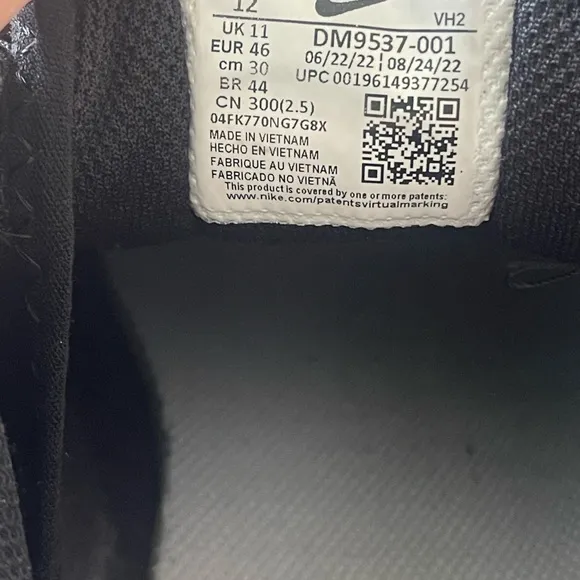 12
VH2
UK 11
EUR 46
cm 30
BR 44
CN 300(2.5)
DM9537-001
06/22/22 | 08/24/22
UPC 00196149377254
04FK770NG7G8X
MADE IN VIETNAM
HECHO EN VIETNAM
FABRIQUE AU VIETNAM
FABRICADO NO VIETNÃ
This product is covered by one or more patents:
www.nike.com/patentsvirtualmarking